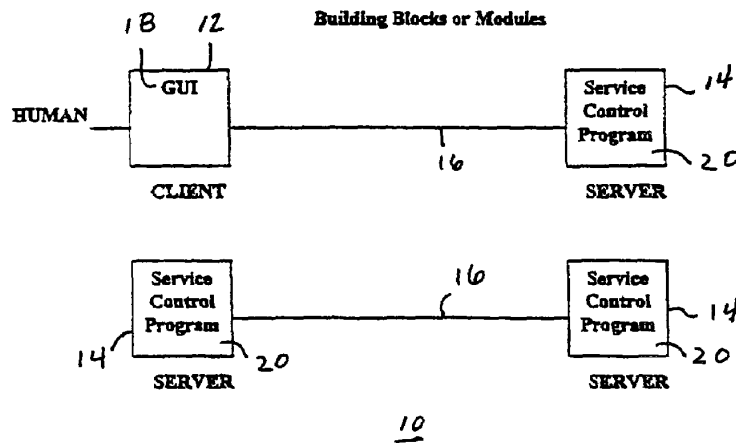 Building Blocks or Modules
18 12
GUI
HUMAN
CLIENT
16
Service
Control
Program
14
20
SERVER
Service
Control
Program
14
20
SERVER
16
Service
Control
Program
14
20
SERVER
10